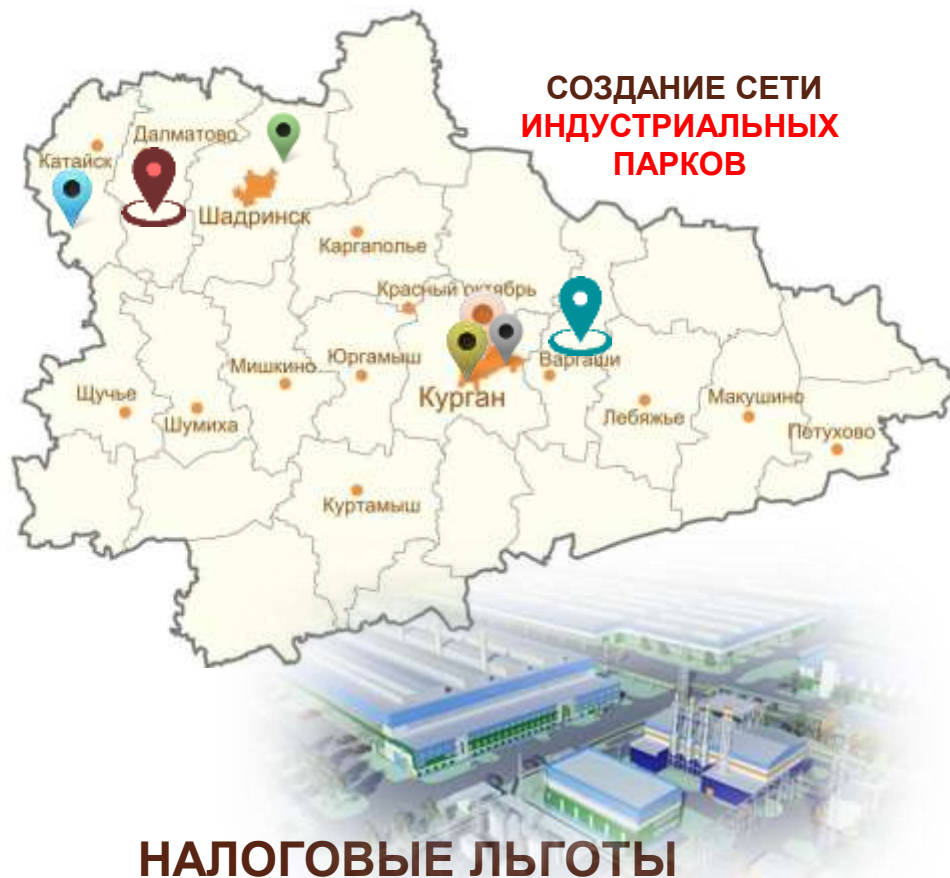 СОЗДАНИЕ СЕТИ
ИНДУСТРИАЛЬНЫХ
ПАРКОВ
Далматово
Катайск
Шадринск
Каргаполье
Красный октябрь
Юргамыш
Мишкино
Варгаши
Щучье
Шумиха
Курган
Лебяжье
Макушино
Петухово
Куртамыш
НАЛОГОВЫЕ ЛЬГОТЫ